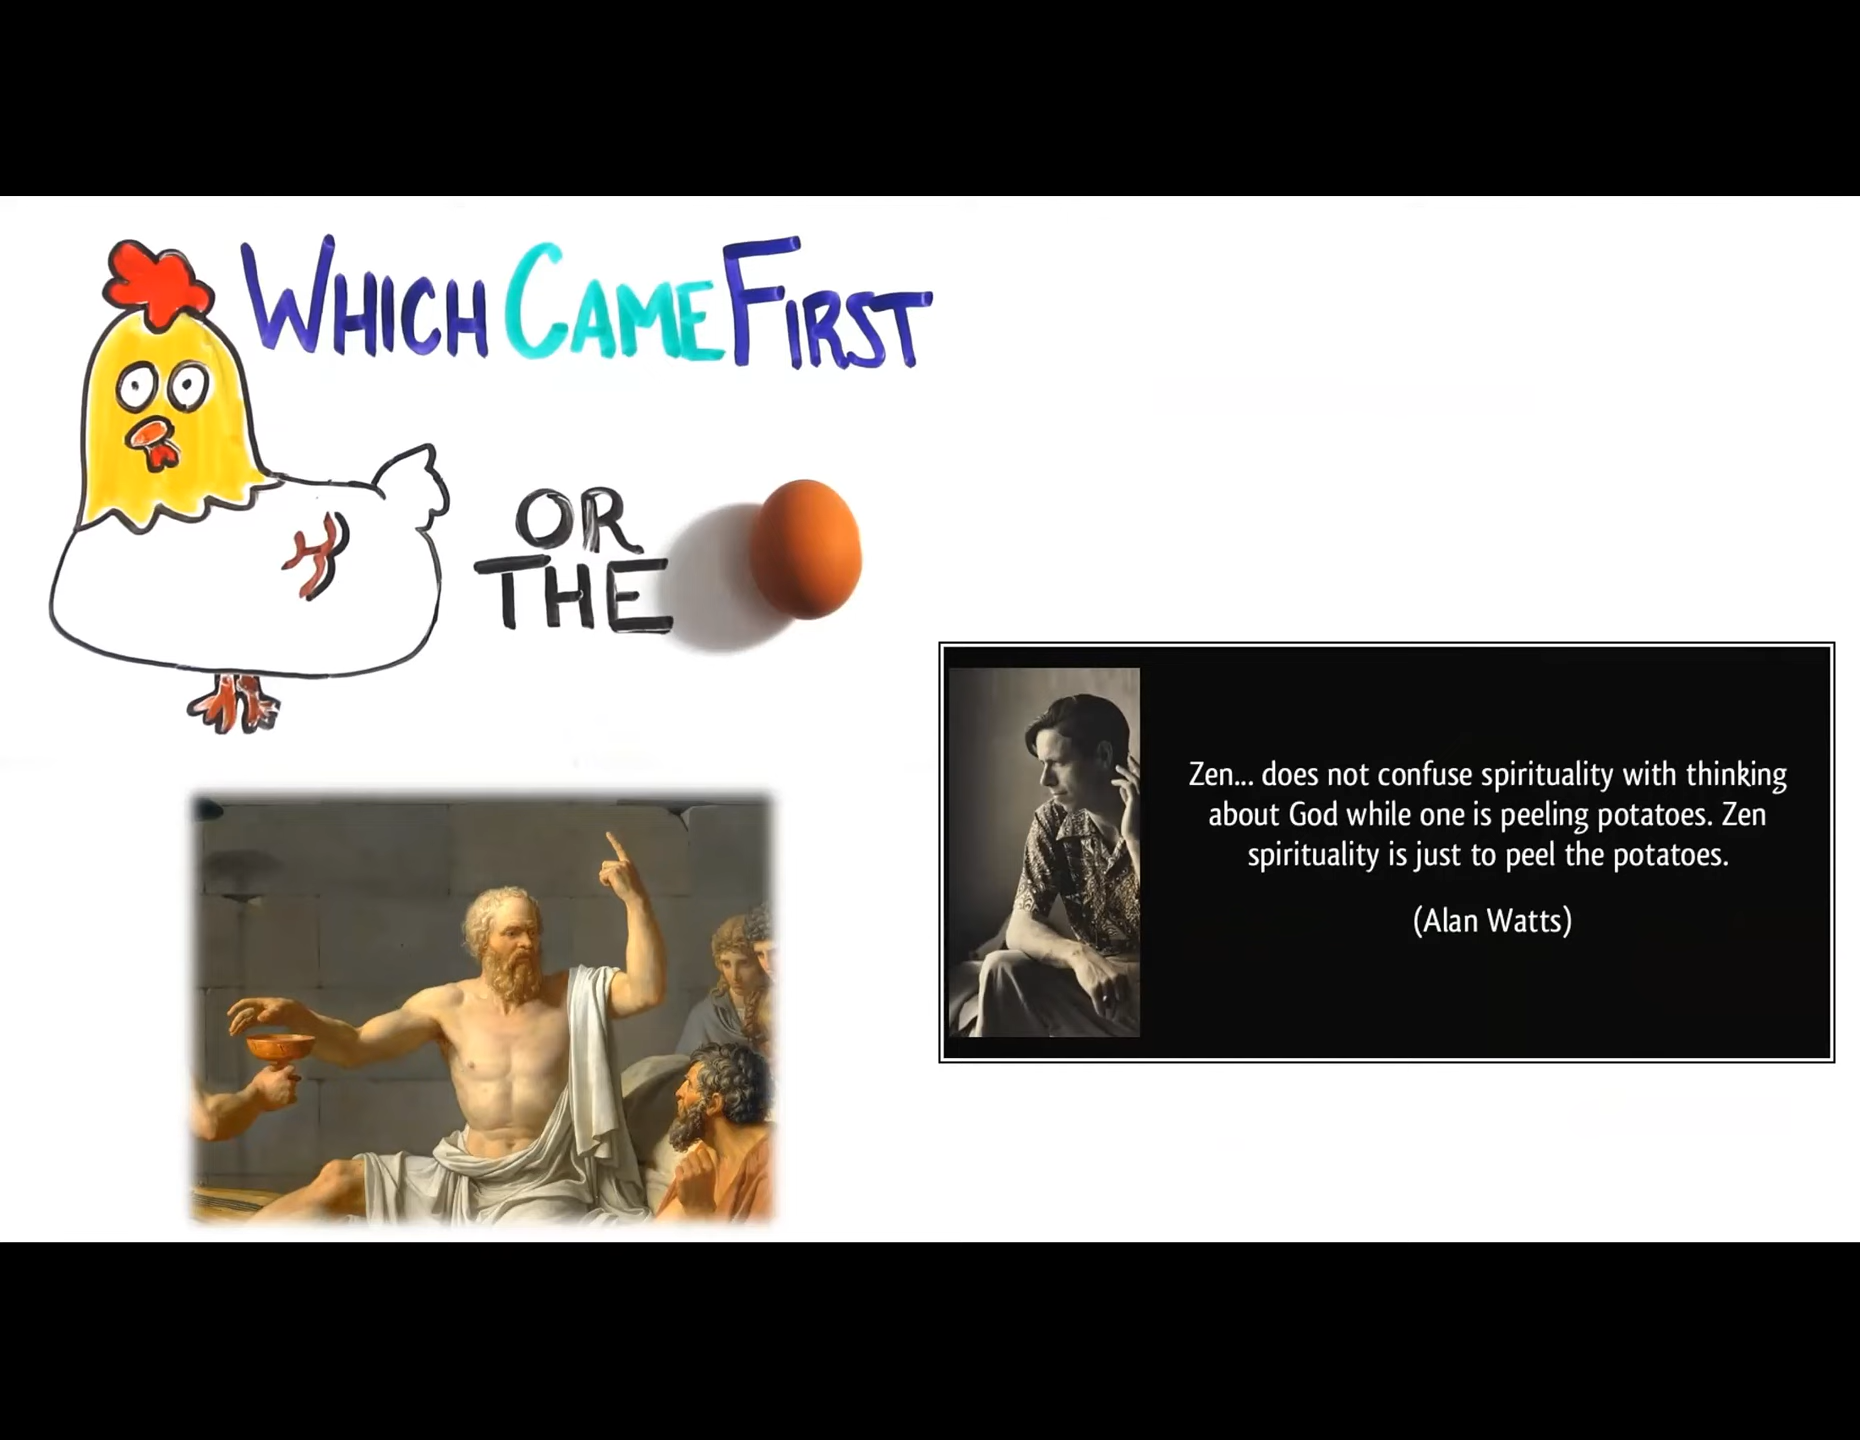 WHICH CAME FIRST
OR
THE
Zen... does not confuse spirituality with thinking
about God while one is peeling potatoes. Zen
spirituality is just to peel the potatoes.
(Alan Watts)